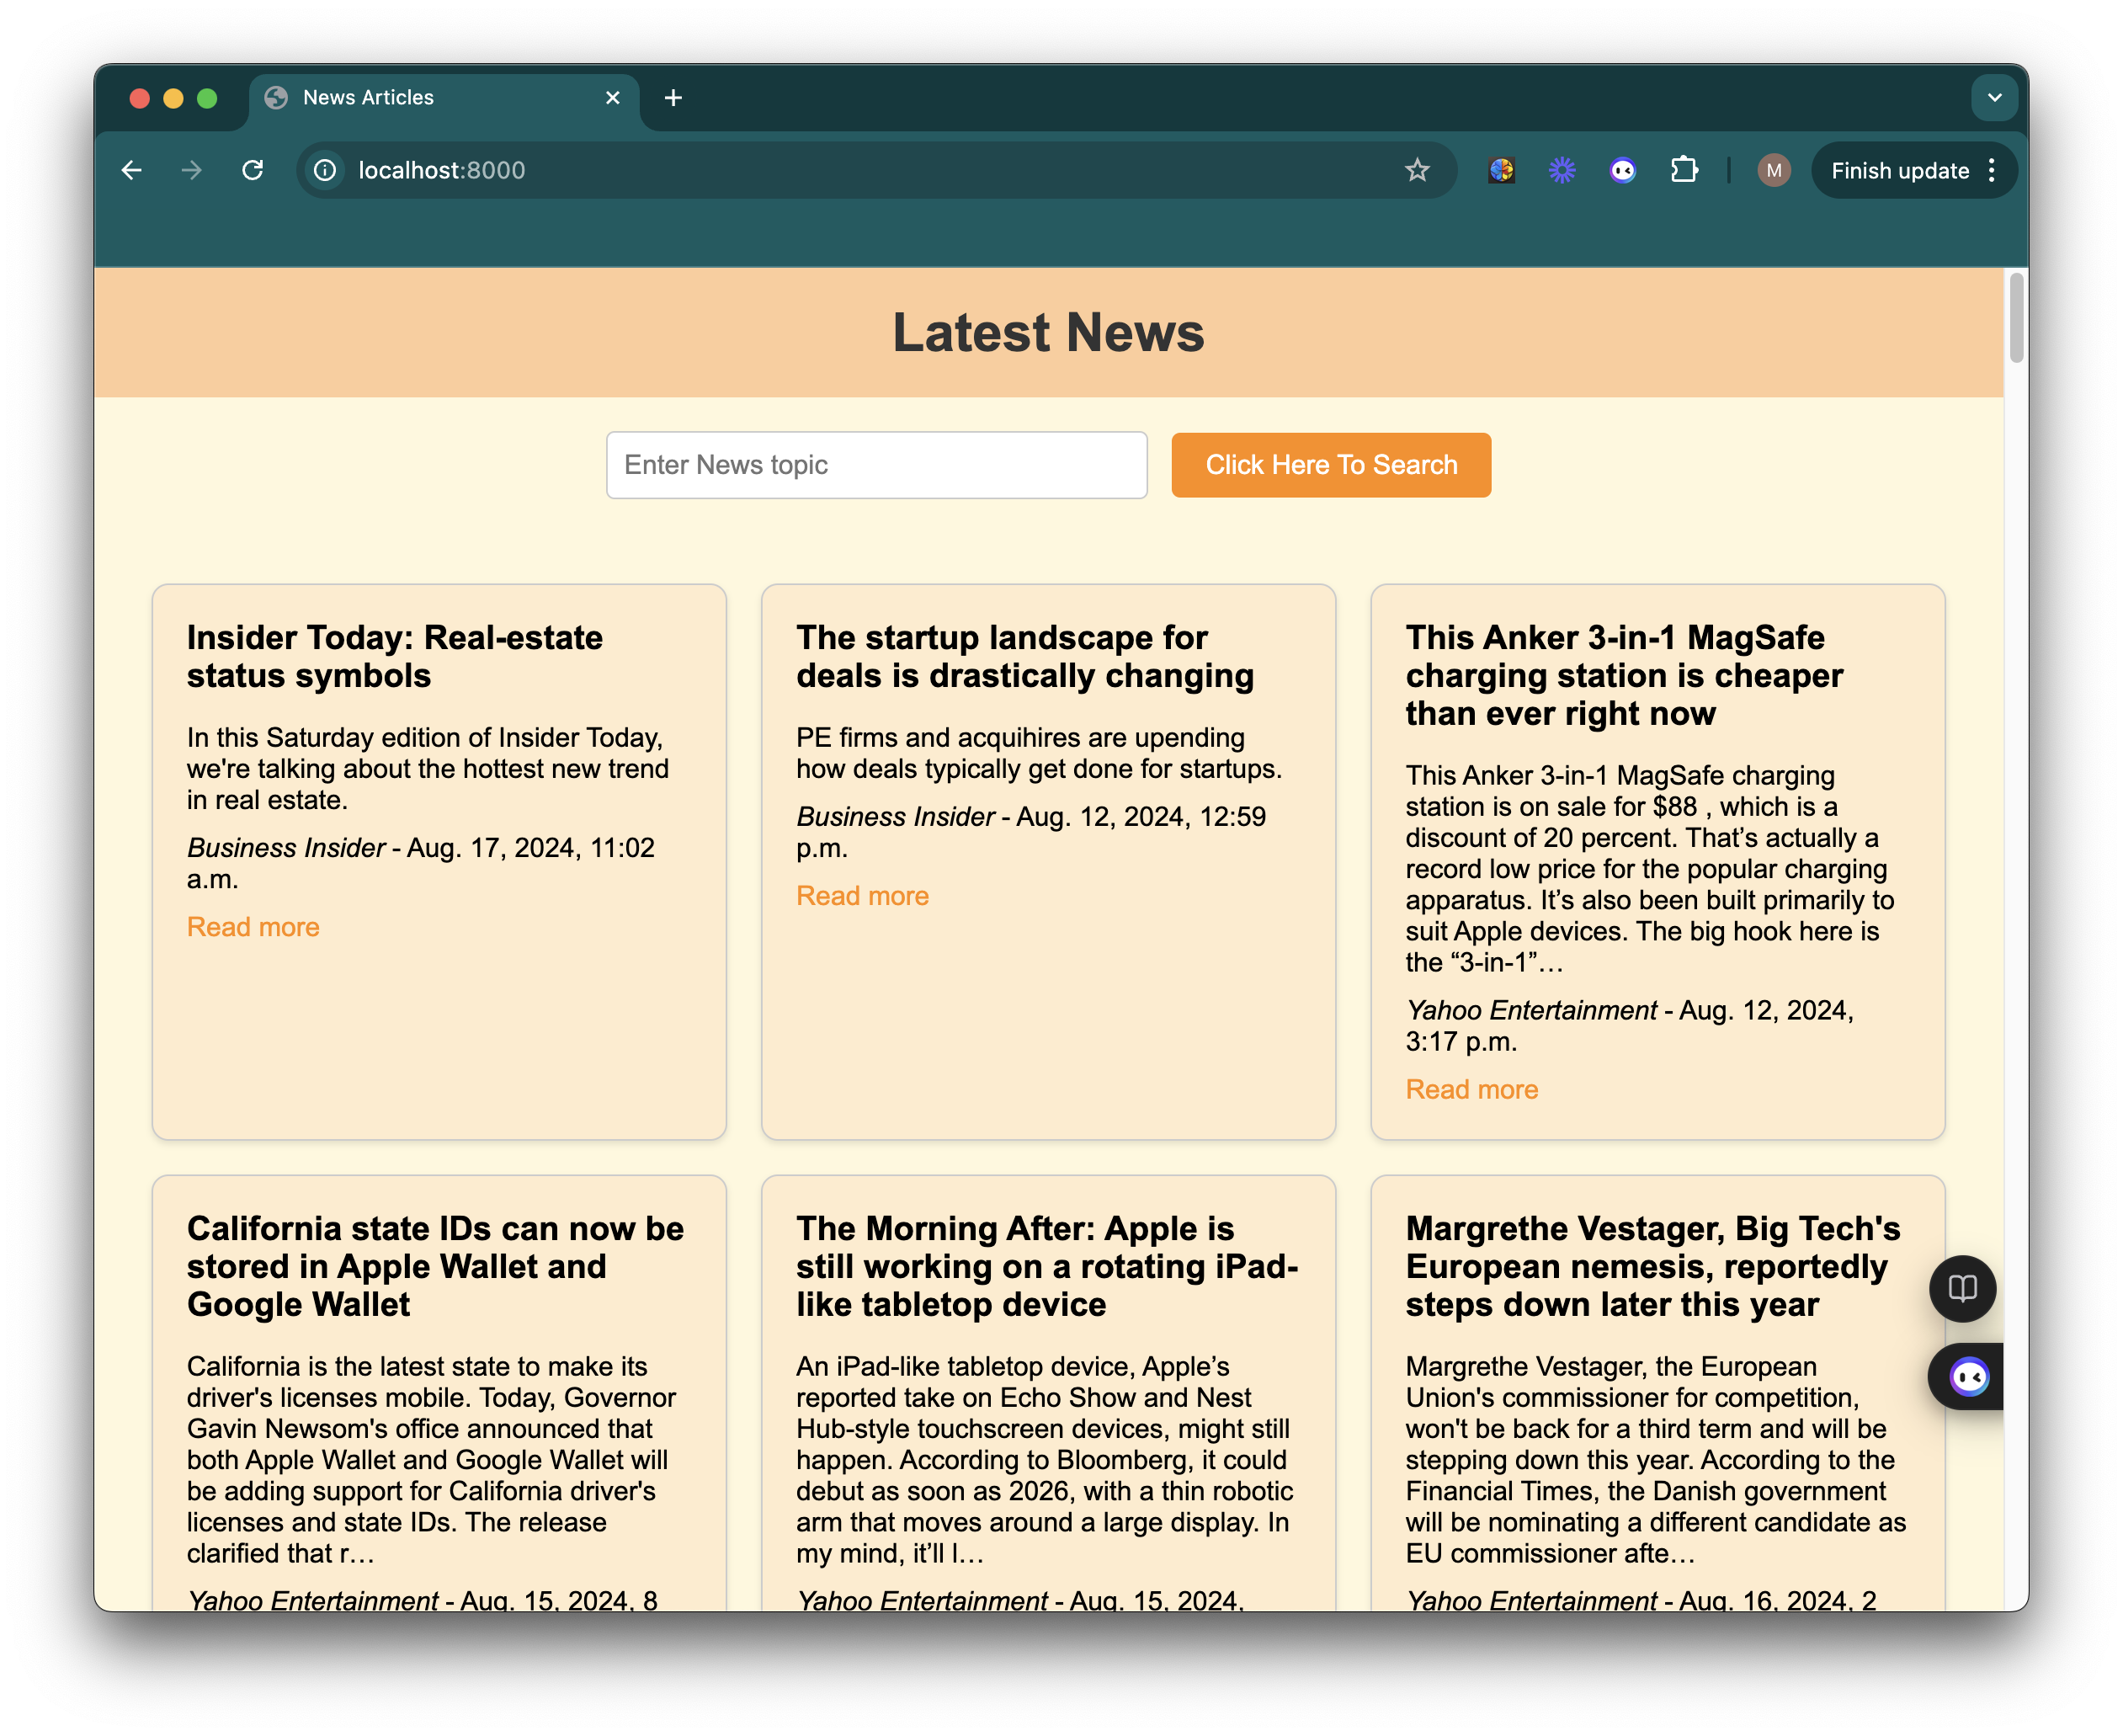 News Articles
localhost:8000
M
Finish update
Latest News
Enter News topic
Click Here To Search
Insider Today: Real-estate
status symbols
In this Saturday edition of Insider Today,
we're talking about the hottest new trend
in real estate.
Business Insider - Aug. 17, 2024, 11:02
a.m.
Read more
The startup landscape for
deals is drastically changing
PE firms and acquihires are upending
how deals typically get done for startups.
Business Insider - Aug. 12, 2024, 12:59
p.m.
Read more
This Anker 3-in-1 MagSafe
charging station is cheaper
than ever right now
This Anker 3-in-1 MagSafe charging
station is on sale for $88 , which is a
discount of 20 percent. That’s actually a
record low price for the popular charging
apparatus. It’s also been built primarily to
suit Apple devices. The big hook here is
the “3-in-1”…
Yahoo Entertainment - Aug. 12, 2024,
3:17 p.m.
Read more
California state IDs can now be
stored in Apple Wallet and
Google Wallet
California is the latest state to make its
driver's licenses mobile. Today, Governor
Gavin Newsom's office announced that
both Apple Wallet and Google Wallet will
be adding support for California driver's
licenses and state IDs. The release
clarified that r…
Yahoo Entertainment - Aug. 15, 2024, 8
The Morning After: Apple is
still working on a rotating iPad-
like tabletop device
An iPad-like tabletop device, Apple’s
reported take on Echo Show and Nest
Hub-style touchscreen devices, might still
happen. According to Bloomberg, it could
debut as soon as 2026, with a thin robotic
arm that moves around a large display. In
my mind, it’ll l…
Yahoo Entertainment - Aug. 15, 2024,
Margrethe Vestager, Big Tech's
European nemesis, reportedly
steps down later this year
Margrethe Vestager, the European
Union's commissioner for competition,
won't be back for a third term and will be
stepping down this year. According to the
Financial Times, the Danish government
will be nominating a different candidate as
EU commissioner afte…
Yahoo Entertainment - Aug. 16, 2024, 2